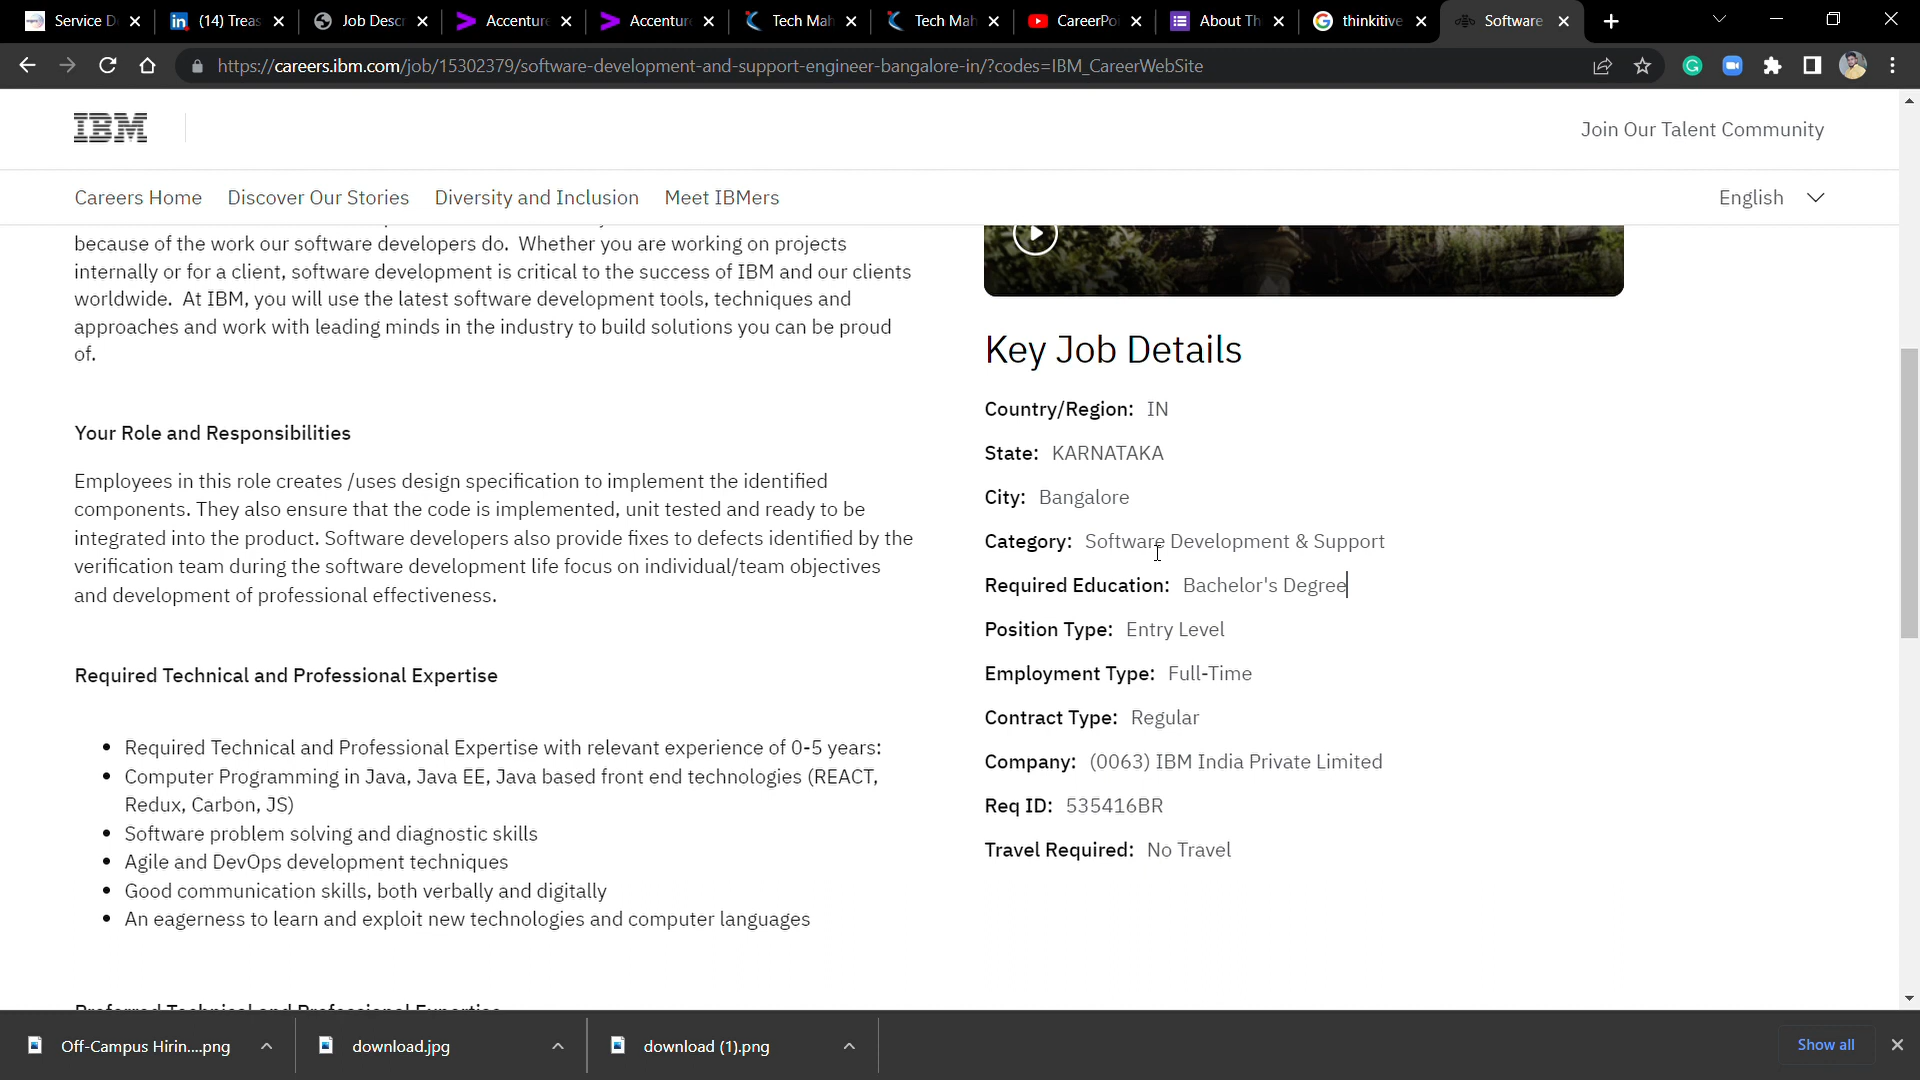 Service D
(14) Treas
Job Descr
Accenture
Accenture
Tech Mah
Tech Mah
CareerPo
About Th
thinkitive
Software
https://careers.ibm.com/job/15302379/software-development-and-support-engineer-bangalore-in/?codes=IBM_CareerWebSite
IBM
Join Our Talent Community
Careers Home
Discover Our Stories
Diversity and Inclusion
Meet IBMers
English
because of the work our software developers do. Whether you are working on projects
internally or for a client, software development is critical to the success of IBM and our clients
worldwide. At IBM, you will use the latest software development tools, techniques and
approaches and work with leading minds in the industry to build solutions you can be proud
of.
Your Role and Responsibilities
Employees in this role creates /uses design specification to implement the identified
components. They also ensure that the code is implemented, unit tested and ready to be
integrated into the product. Software developers also provide fixes to defects identified by the
verification team during the software development life focus on individual/team objectives
and development of professional effectiveness.
Required Technical and Professional Expertise
• Required Technical and Professional Expertise with relevant experience of 0-5 years:
• Computer Programming in Java, Java EE, Java based front end technologies (REACT,
Redux, Carbon, JS)
• Software problem solving and diagnostic skills
• Agile and DevOps development techniques
• Good communication skills, both verbally and digitally
• An eagerness to learn and exploit new technologies and computer languages
Preferred Technical and Professional Expertise
Key Job Details
Country/Region: IN
State: KARNATAKA
City: Bangalore
Category: Software Development & Support
Required Education: Bachelor's Degree
Position Type: Entry Level
Employment Type: Full-Time
Contract Type: Regular
Company: (0063) IBM India Private Limited
Req ID: 535416BR
Travel Required: No Travel
Off-Campus Hirin....png
download.jpg
download (1).png
Show all